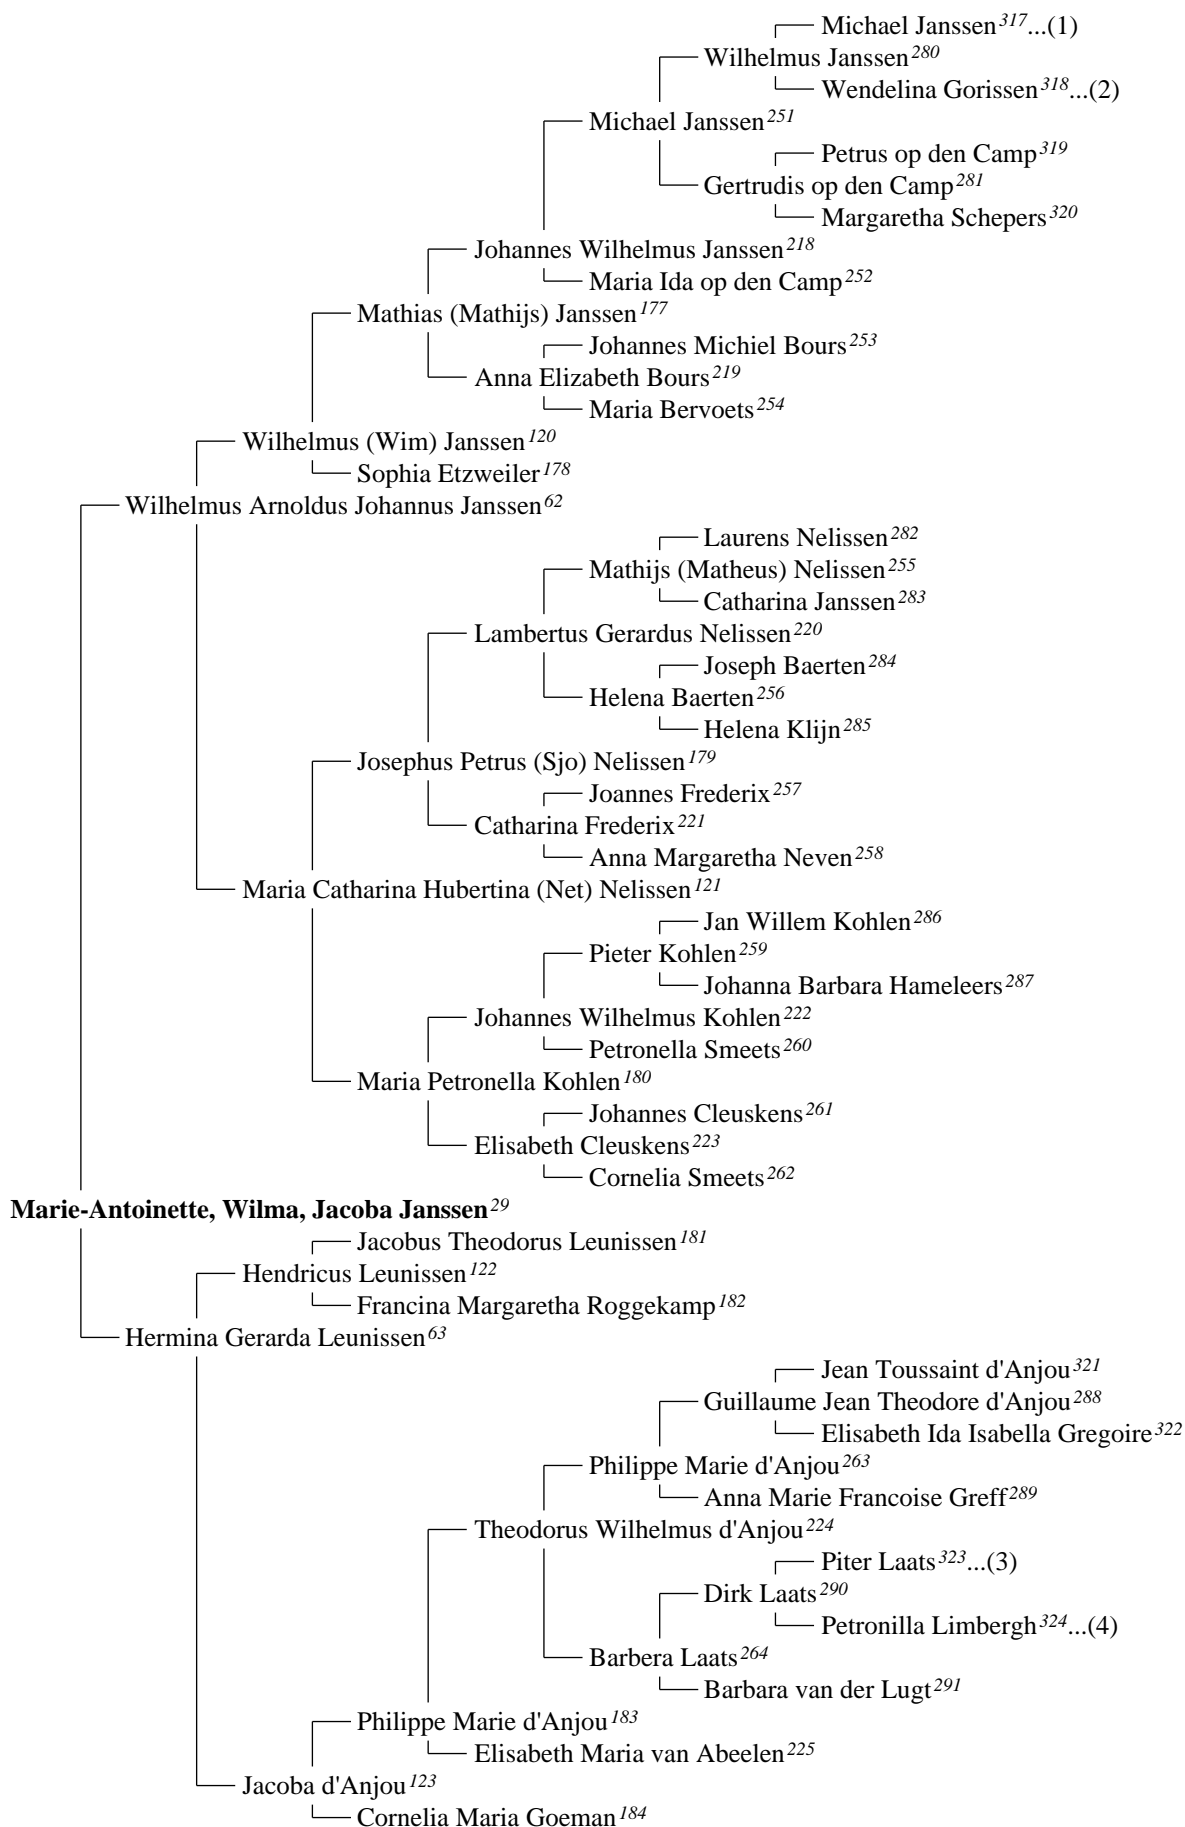 Michael Janssen317...(1)
Wilhelmus Janssen280
Wendelina Gorissen318...(2)
Michael Janssen251
Petrus op den Camp319
Gertrudis op den Camp281
Margaretha Schepers320
Johannes Wilhelmus Janssen218
Maria Ida op den Camp252
Mathias (Mathijs) Janssen177
Johannes Michiel Bours253
Anna Elizabeth Bours219
Maria Bervoets254
Wilhelmus (Wim) Janssen120
Sophia Etzweiler178
Wilhelmus Arnoldus Johannus Janssen62
Laurens Nelissen282
Mathijs (Matheus) Nelissen255
Catharina Janssen283
Lambertus Gerardus Nelissen220
Joseph Baerten284
Helena Baerten256
Helena Klijn285
Josephus Petrus (Sjo) Nelissen179
Joannes Frederix257
Catharina Frederix221
Anna Margaretha Neven258
Maria Catharina Hubertina (Net) Nelissen121
Jan Willem Kohlen286
Pieter Kohlen259
Johanna Barbara Hameleers287
Johannes Wilhelmus Kohlen222
Petronella Smeets260
Maria Petronella Kohlen180
Johannes Cleuskens261
Elisabeth Cleuskens223
Cornelia Smeets262
Marie-Antoinette, Wilma, Jacoba Janssen29
Jacobus Theodorus Leunissen181
Hendricus Leunissen122
Francina Margaretha Roggekamp182
Hermina Gerarda Leunissen63
Jean Toussaint d'Anjou321
Guillaume Jean Theodore d'Anjou288
Elisabeth Ida Isabella Gregoire322
Philippe Marie d'Anjou263
Anna Marie Francoise Greff289
Theodorus Wilhelmus d'Anjou224
Piter Laats323...(3)
Dirk Laats290
Petronilla Limbergh324...(4)
Barbera Laats264
Barbara van der Lugt291
Philippe Marie d'Anjou183
Elisabeth Maria van Abeelen225
Jacoba d'Anjou123
Cornelia Maria Goeman184